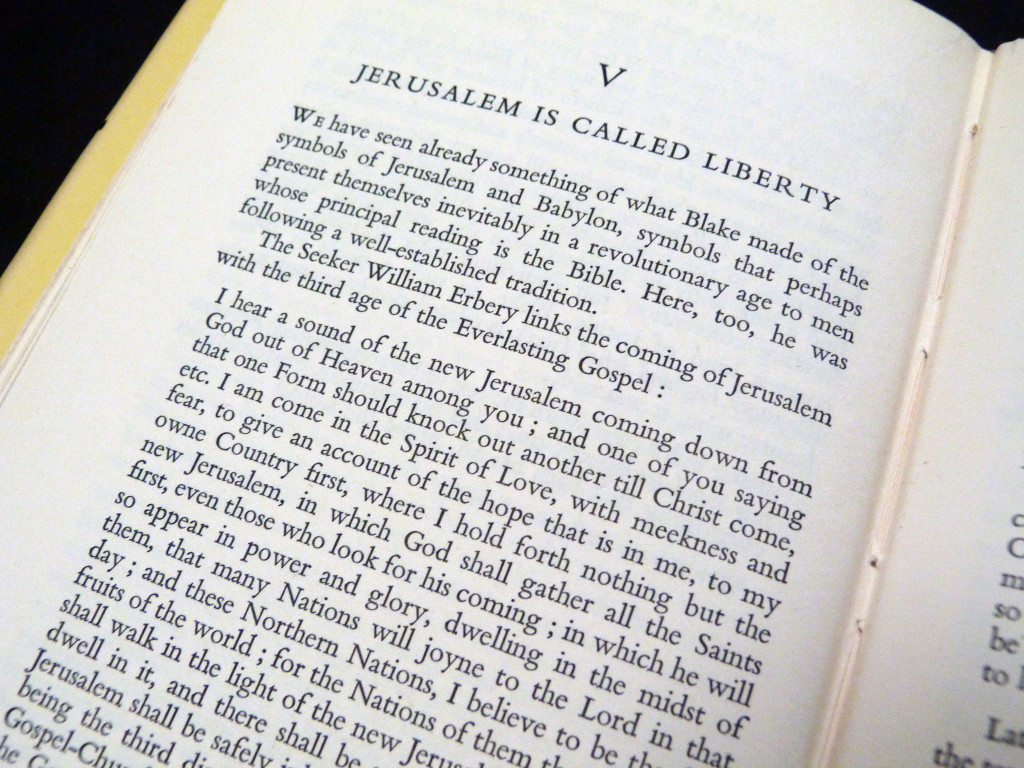 V
JERUSALEM IS CALLED LIBERTY
WE have seen already something of what Blake made of the
symbols of Jerusalem and Babylon, symbols that perhaps
present themselves inevitably in a revolutionary age to men
whose principal reading is the Bible. Here, too, he was
following a well-established tradition.
The Seeker William Erbery links the coming of Jerusalem
with the third age of the Everlasting Gospel :
I hear a sound of the new Jerusalem coming down from
God out of Heaven among you ; and one of you saying
that one Form should knock out another till Christ come,
etc. I am come in the Spirit of Love, with meekness and
fear, to give an account of the hope that is in me, to my
owne Country first, where I hold forth nothing but the
new Jerusalem, in which God shall gather all the Saints
first, even those who look for his coming ; in which he will
so appear in power and glory, dwelling in the midst of
them, that many Nations will joyne to the Lord in that
day ; and these Northern Nations, I believe to be the
fruits of the world ; for the Nations of them
shall walk in the light of the new
dwell in it, and there shall be
Jerusalem shall be safely
being the third
so
be
to
the